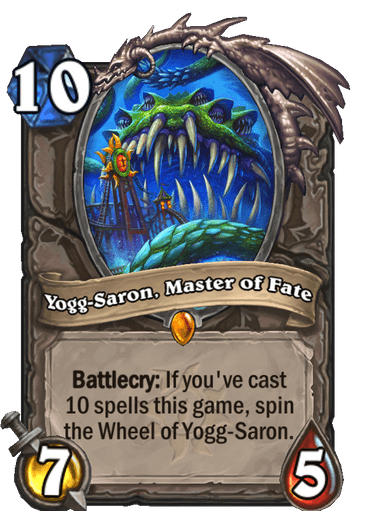 10
Yogg-Saron, Master of Fate
Battlecry: If you've cast
10 spells this game, spin
the Wheel of Yogg-Saron.
7
5